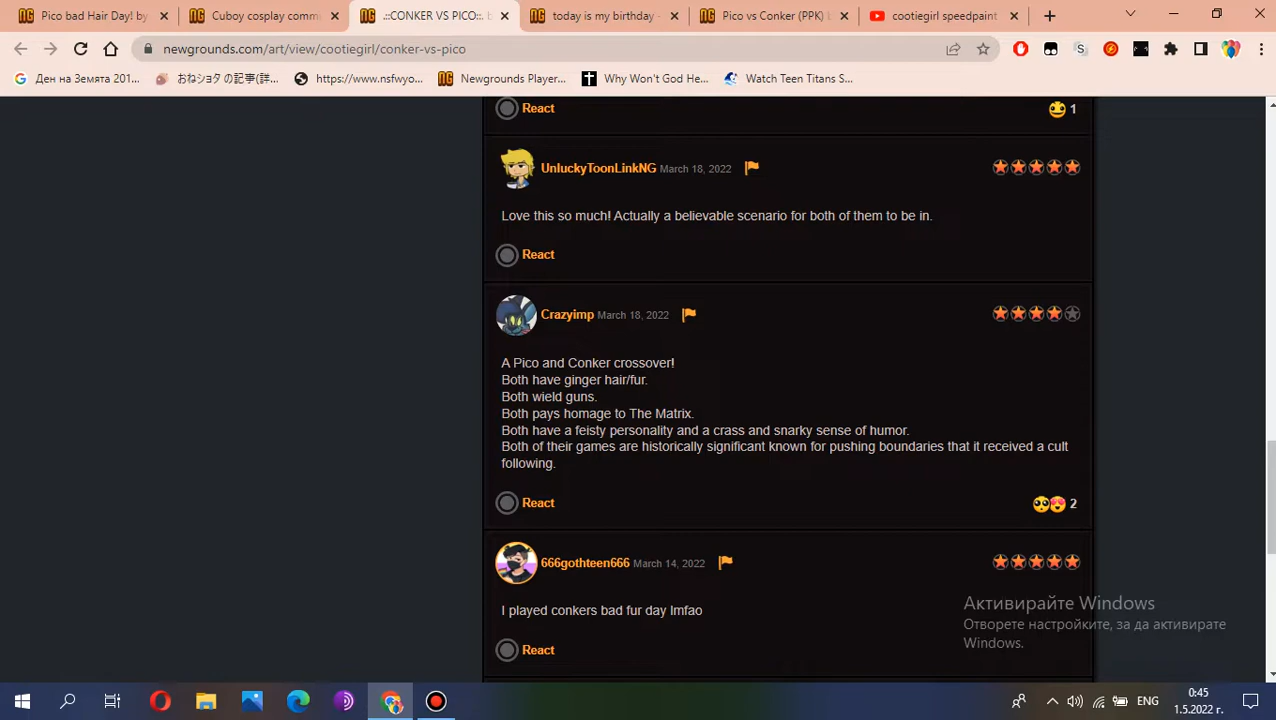 Pico bad Hair Day! by
Cuboy cosplay comm
.::CONKER VS PICO::. b
today is my birthday -
Pico vs Conker (PPK) b
cootiegirl speedpaint
newgrounds.com/art/view/cootiegirl/conker-vs-pico
Ден на Земята 201...
おねショタ の記事(詳...
https://www.nsfwyo...
Newgrounds Player...
Why Won't God He...
Watch Teen Titans S...
React
1
UnluckyToonLinkNG March 18, 2022
Love this so much! Actually a believable scenario for both of them to be in.
React
Crazyimp March 18, 2022
A Pico and Conker crossover!
Both have ginger hair/fur.
Both wield guns.
Both pays homage to The Matrix.
Both have a feisty personality and a crass and snarky sense of humor.
Both of their games are historically significant known for pushing boundaries that it received a cult
following.
React
2
666gothteen666 March 14, 2022
I played conkers bad fur day lmfao
React
Активирайте Windows
Отворете настройките, за да активирате
Windows.
ENG
0:45
1.5.2022 г.